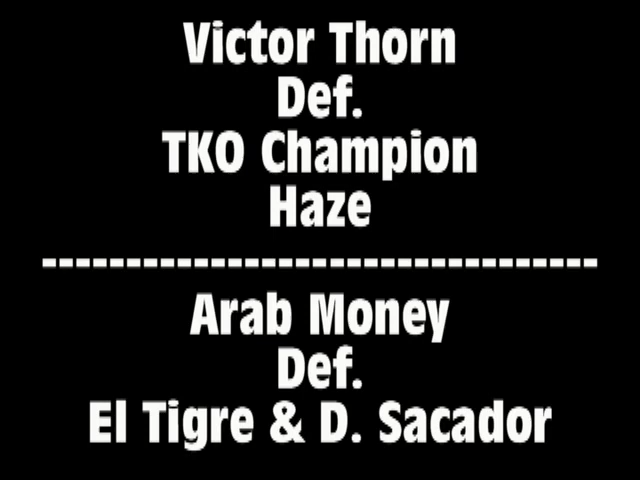 Victor Thorn
Def.
TKO Champion
Haze
---------------------------------
Arab Money
Def.
El Tigre & D. Sacador